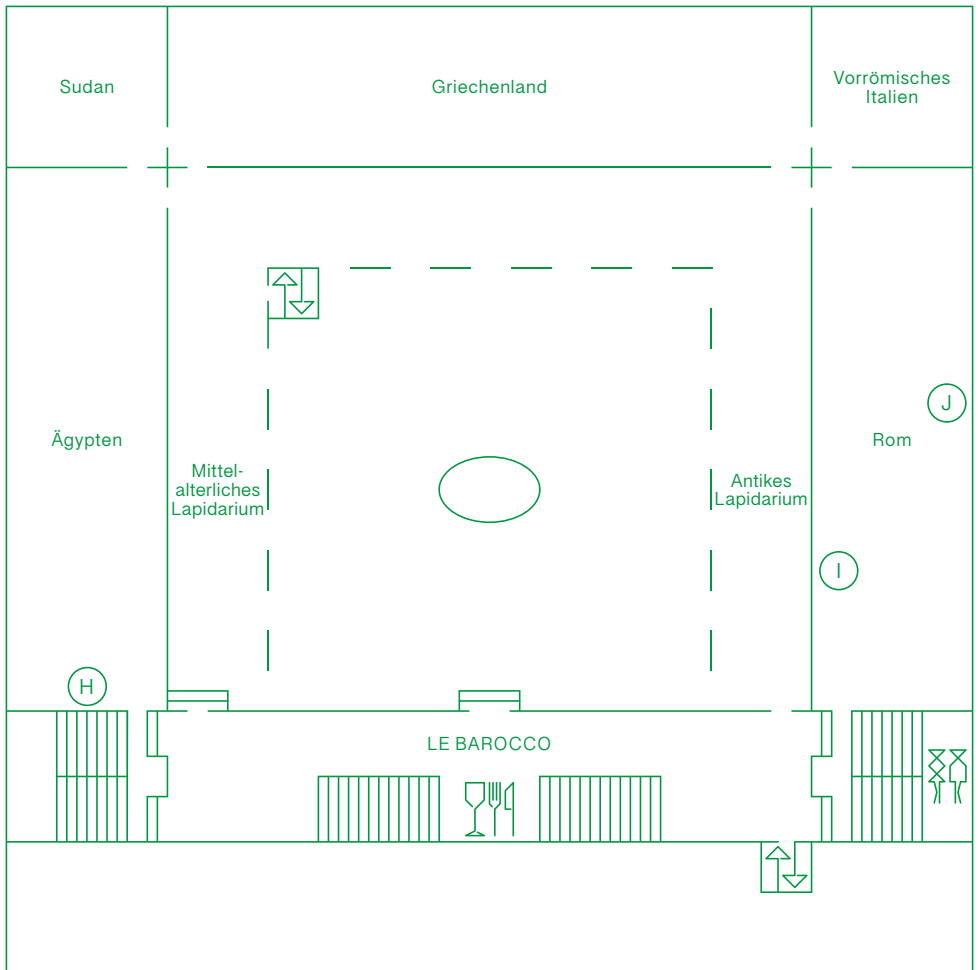 Sudan
Griechenland
Vorrömisches
Italien
J
Ägypten
Rom
Mittel-
alterliches
Lapidarium
Antikes
Lapidarium
I
H
LE BAROCCO